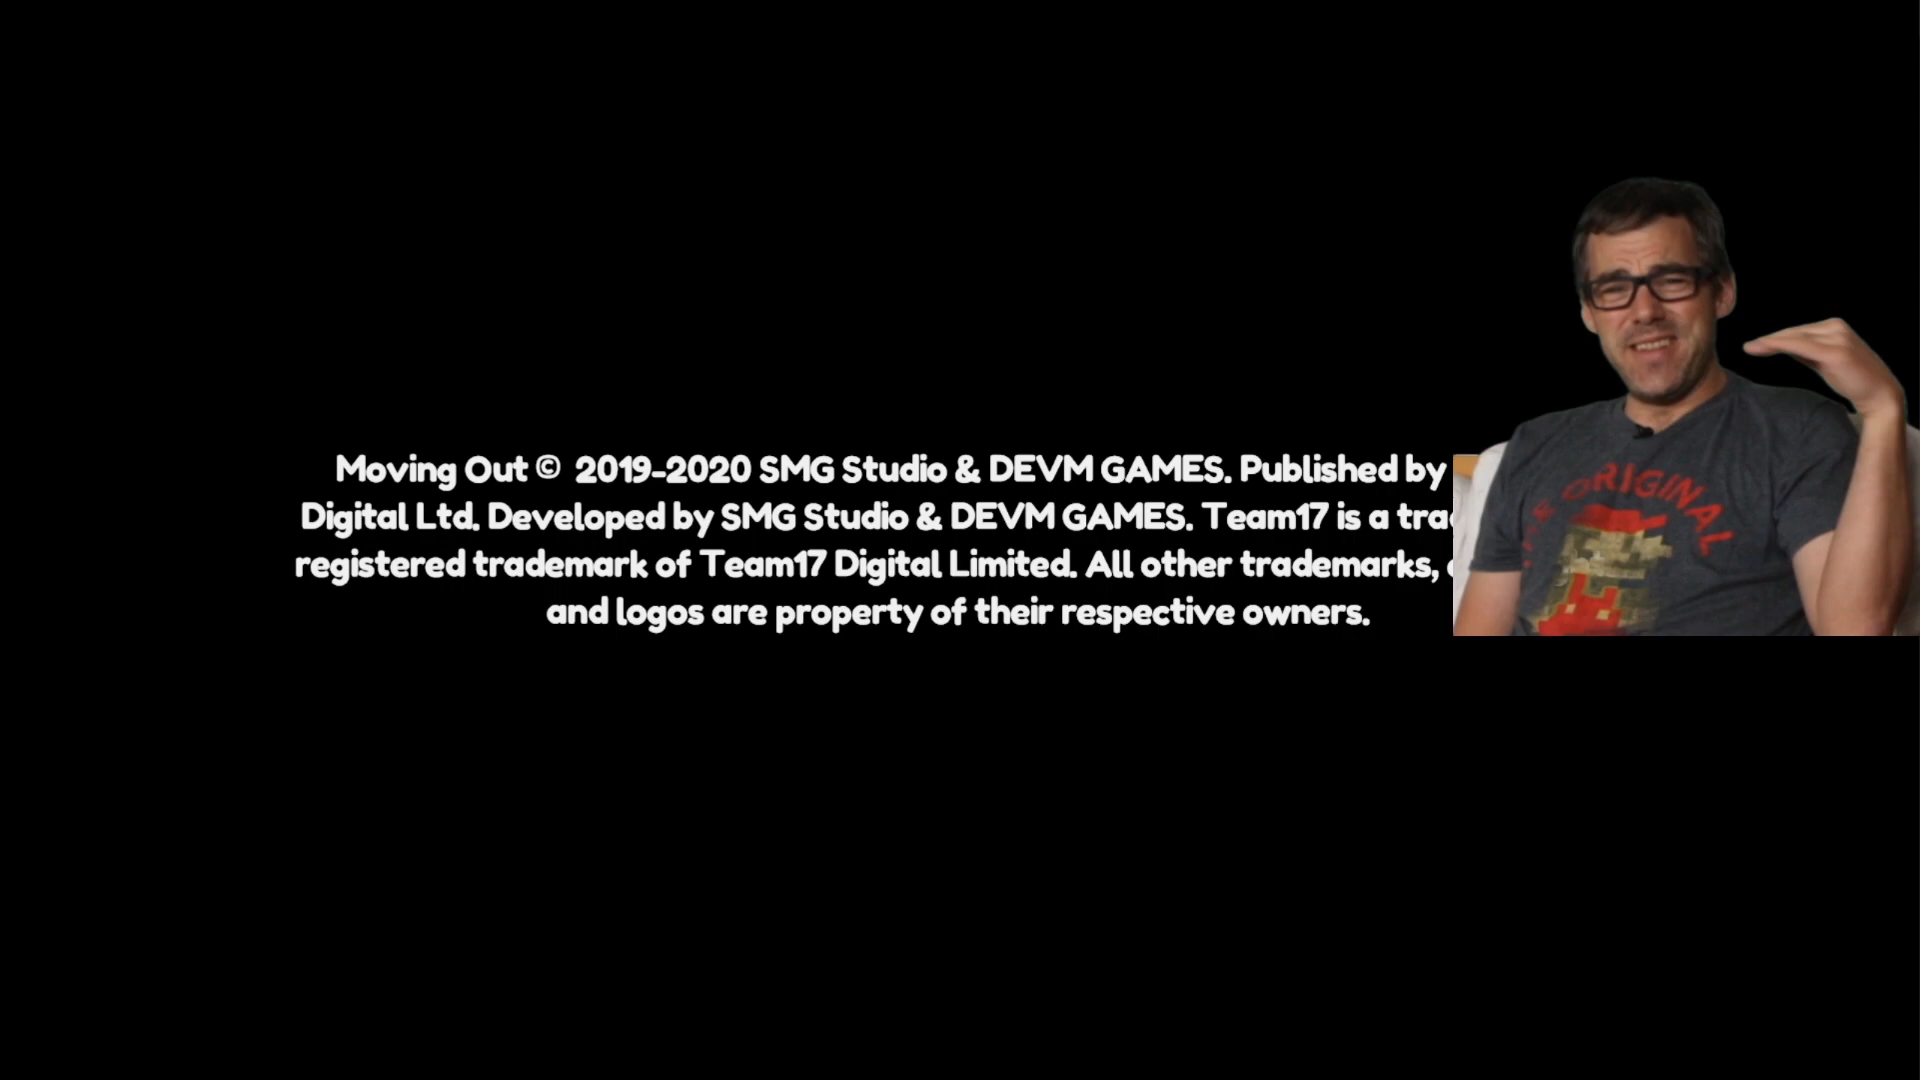 Moving Out © 2019-2020 SMG Studio & DEVM GAMES. Published by
Digital Ltd. Developed by SMG Studio & DEVM GAMES. Team17 is a
registered trademark of Team17 Digital Limited. All other trademarks,
and logos are property of their respective owners.
ORIGINAL